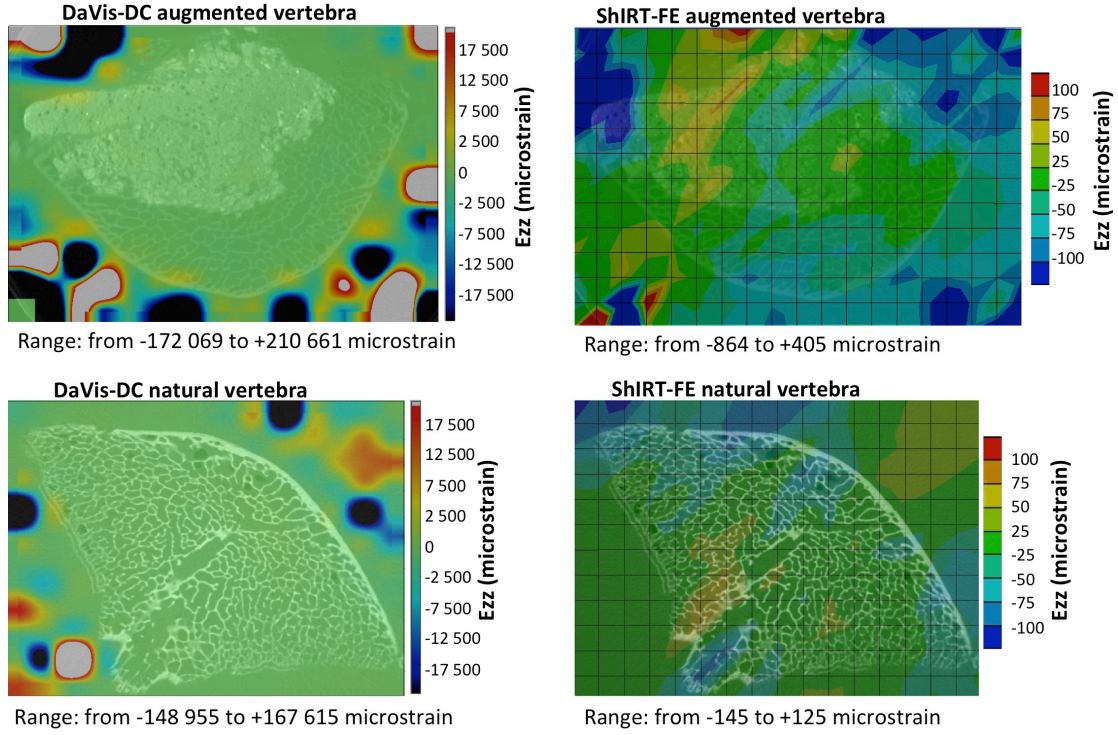 DaVis-DC augmented vertebra
17 500
12 500
7 500
2 500
0
-2 500
-7 500
-12 500
-17 500
Ezz (microstrain)
Range: from -172 069 to +210 661 microstrain
ShIRT-FE augmented vertebra
100
75
50
25
-25
-50
-75
-100
Ezz (microstrain)
Range: from -864 to +405 microstrain
DaVis-DC natural vertebra
17 500
12 500
7 500
2 500
0
-2 500
-7 500
-12 500
-17 500
Ezz (microstrain)
Range: from -148 955 to +167 615 microstrain
ShIRT-FE natural vertebra
100
75
50
25
-25
-50
-75
-100
Ezz (microstrain)
Range: from -145 to +125 microstrain